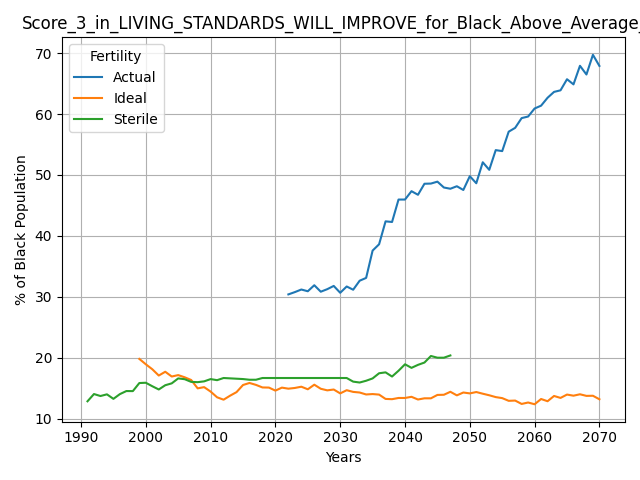 Score_3_in_LIVING_STANDARDS_WILL_IMPROVE_for_Black_Above_Average_
Fertility
Actual
Ideal
Sterile
% of Black Population
70
60
50
40
30
20
10
1990 2000 2010 2020 2030 2040 2050 2060 2070
Years